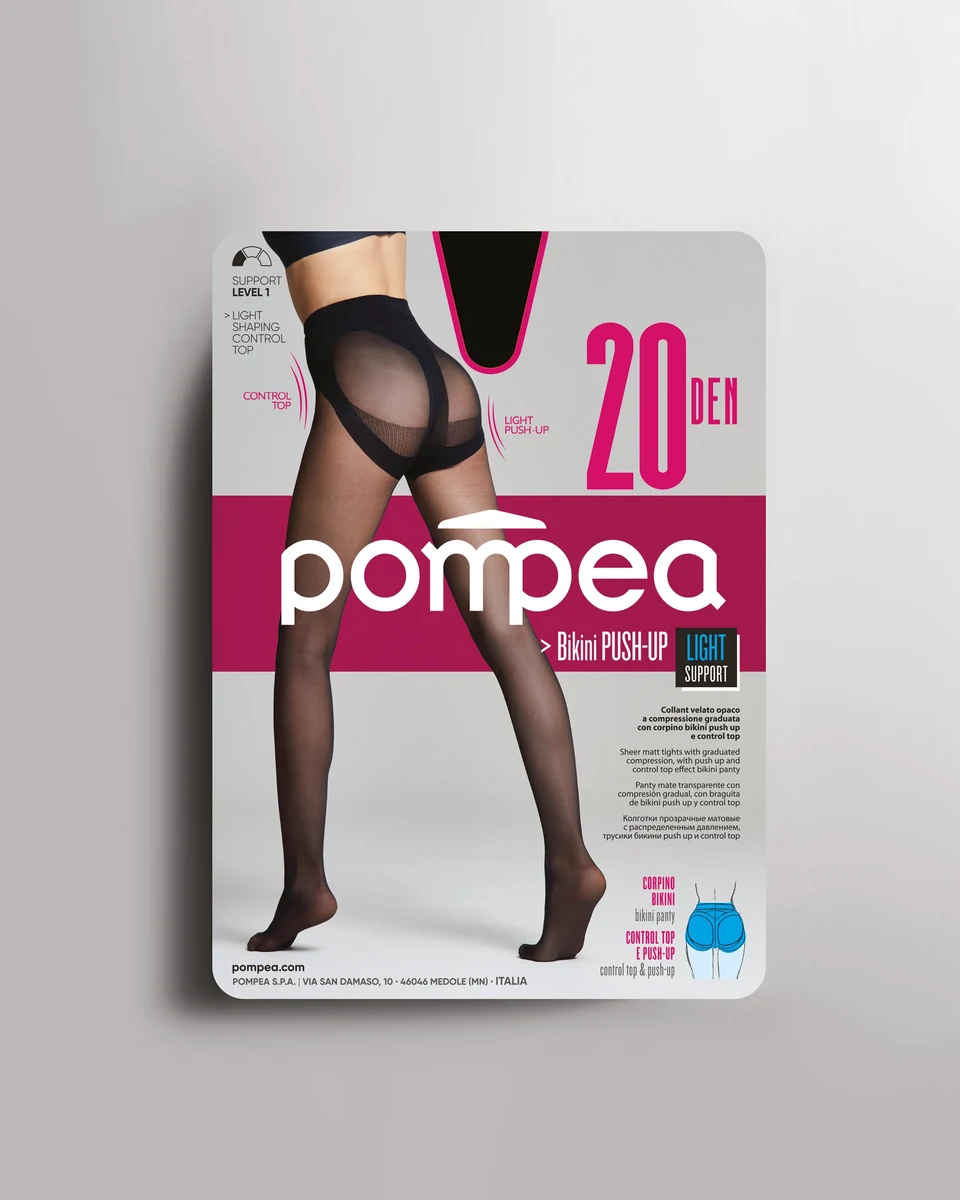 SUPPORT
LEVEL 1
> LIGHT
SHAPING
CONTROL
TOP
CONTROL
TOP
LIGHT
PUSH-UP
20 DEN
pompea
> Bikini PUSH-UP
LIGHT
SUPPORT
Collant velato opaco
a compressione graduata
con corpino bikini push up
e control top
Sheer matt tights with graduated
compression, with push up and
control top effect bikini panty
Panty mate transparente con
compresión gradual, con braguita
de bikini push up y control top
Колготки прозрачные матовые
с распределенным давлением,
трусики бикини push up и control top
CORPINO
BIKINI
bikini panty
CONTROL TOP
E PUSH-UP
control top & push-up
pompea.com
POMPEA S.P.A. | VIA SAN DAMASO, 10 • 46046 MEDOLE (MN) • ITALIA